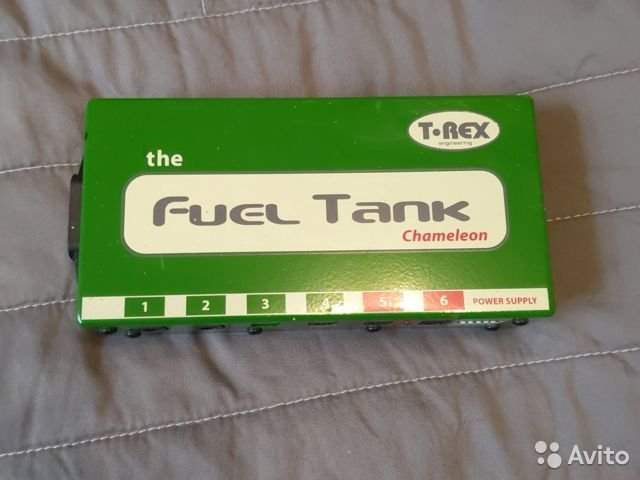 T-REX
engineering
the
Fuel Tank
Chameleon
1 2 3 4 5 6 POWER SUPPLY
Avito